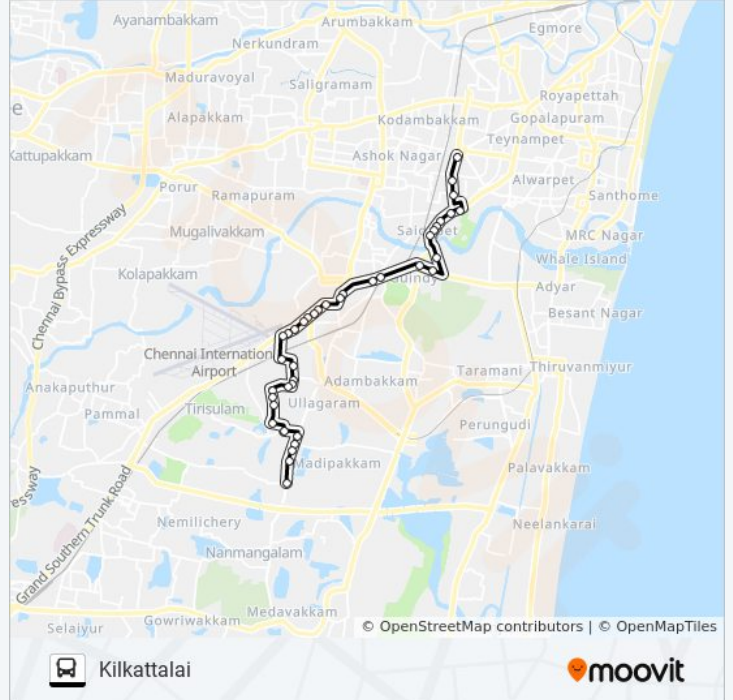 Ayanambakkam
Arumbakkam
Egmore
Nerkundram
Maduravoyal
Saligramam
Royapettah
e
Alapakkam
Kodambakkam
Gopalapuram
Teynampet
Kattupakkam
Ashok Nagar
Porur
Ramapuram
Alwarpet
Santhome
Chennai Bypass Expressway
Mugalivakkam
MRC Nagar
Whale Island
Kolapakkam
Adyar
Besant Nagar
Chennai Internation
Airport
Taramani
Thiruvanmiyur
Anakaputhur
Adambakkam
Pammal
Tirisulam
Ullagaram
Perungudi
Madipakkam
Palavakkam
essway
Grand Southern Trunk Road
Nemilichery
Neelankarai
Nanmangalam
Medavakkam
Gowriwakkam
Selaiyur
© OpenStreetMap contributors | © OpenMapTiles
Kilkattalai
moovit